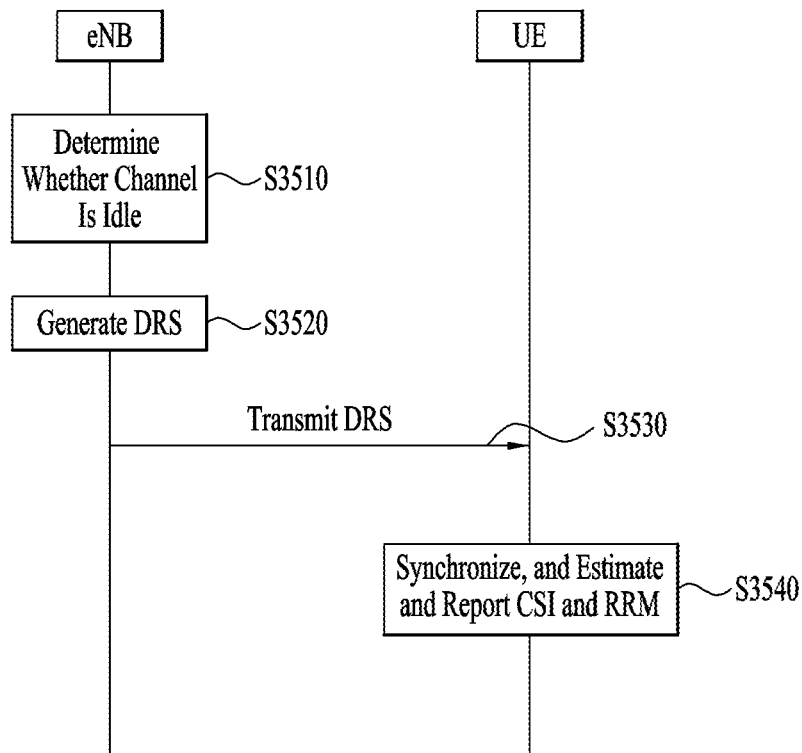 eNB
UE
Determine
Whether Channel
Is Idle
S3510
Generate DRS
S3520
Transmit DRS
S3530
Synchronize, and Estimate
and Report CSI and RRM
S3540